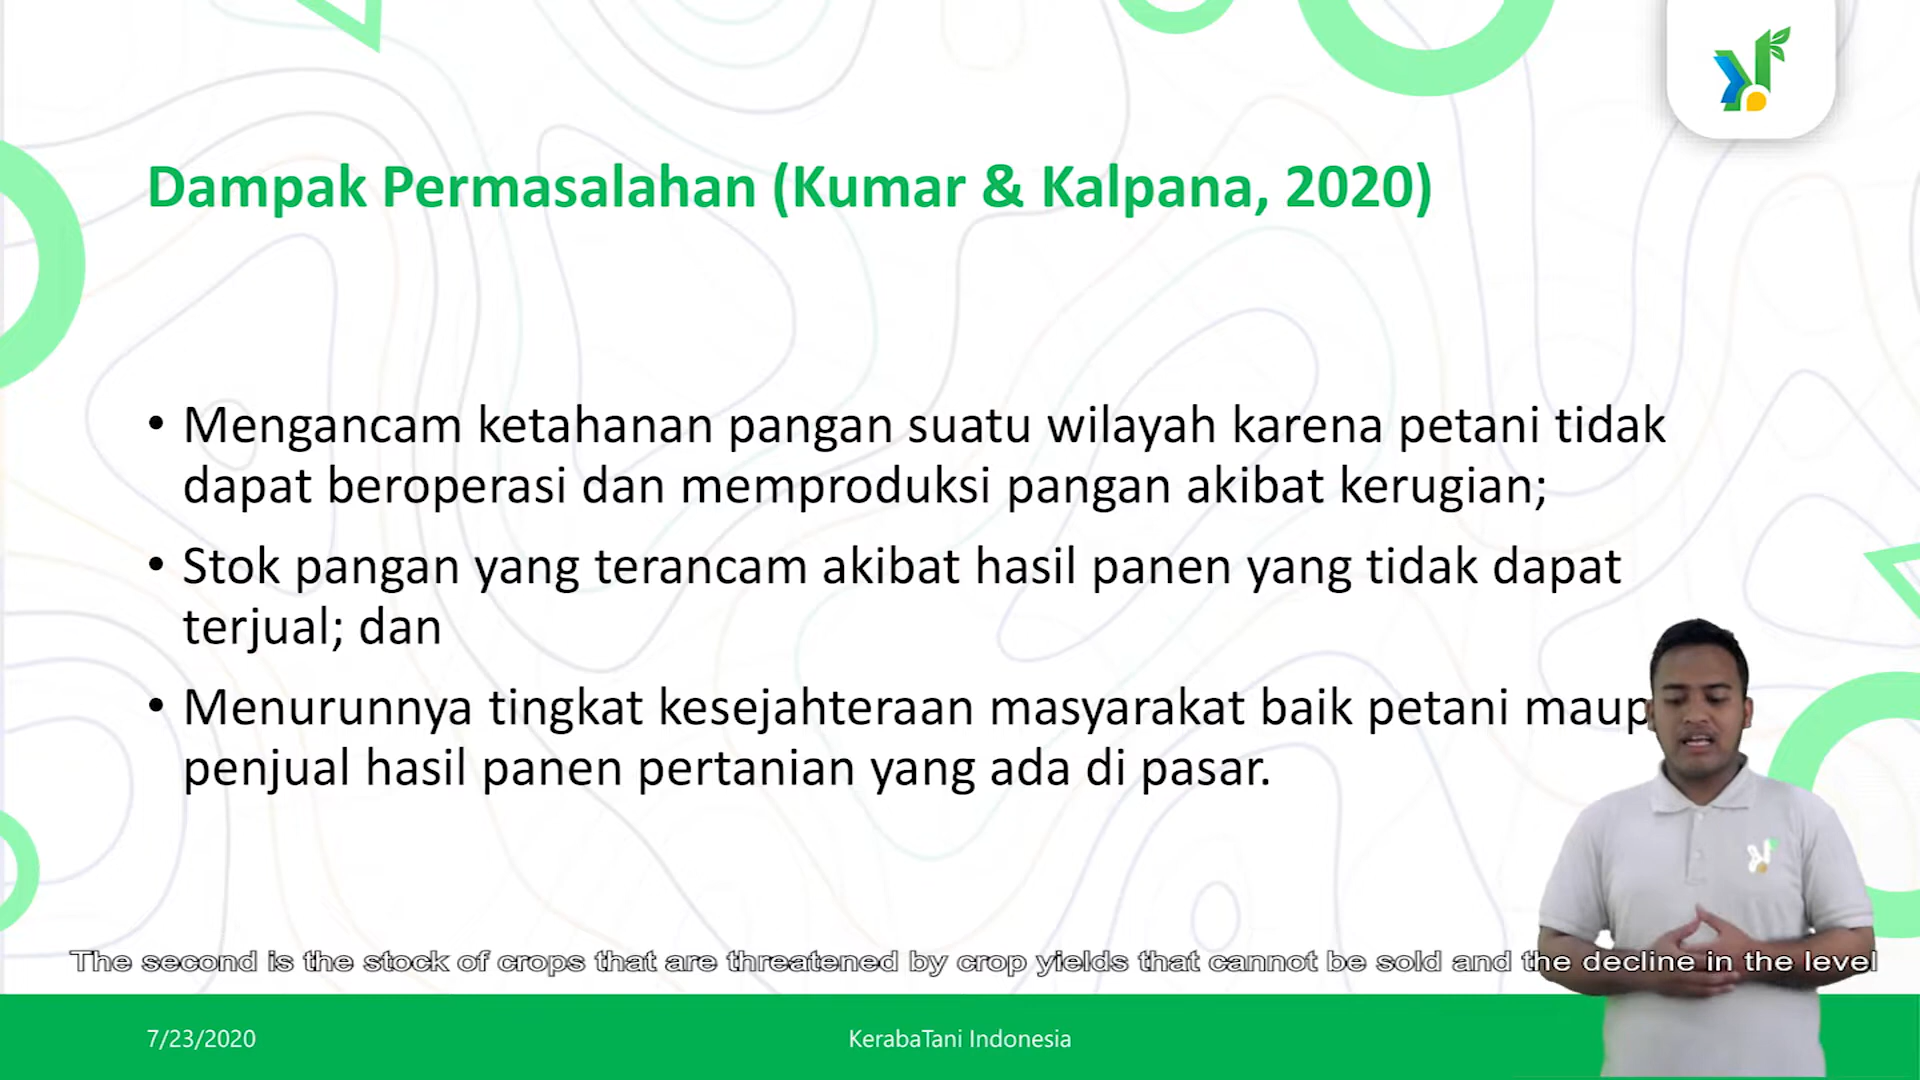 Dampak Permasalahan (Kumar & Kalpana, 2020)
• Mengancam ketahanan pangan suatu wilayah karena petani tidak
dapat beroperasi dan memproduksi pangan akibat kerugian;
• Stok pangan yang terancam akibat hasil panen yang tidak dapat
terjual; dan
• Menurunnya tingkat kesejahteraan masyarakat baik petani
penjual hasil panen pertanian yang ada di pasar.
The second is the stock of crops that are threatened by crop yields that cannot be sold and the decline in the level
7/23/2020
KerabaTani Indonesia